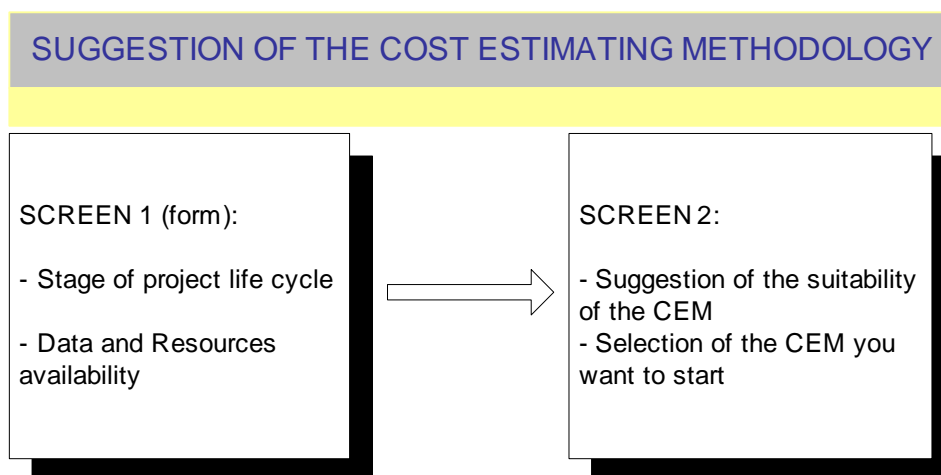 SUGGESTION OF THE COST ESTIMATING METHODOLOGY
SCREEN 1 (form):
- Stage of project life cycle
- Data and Resources
availability
SCREEN 2:
- Suggestion of the suitability
of the CEM
- Selection of the CEM you
want to start